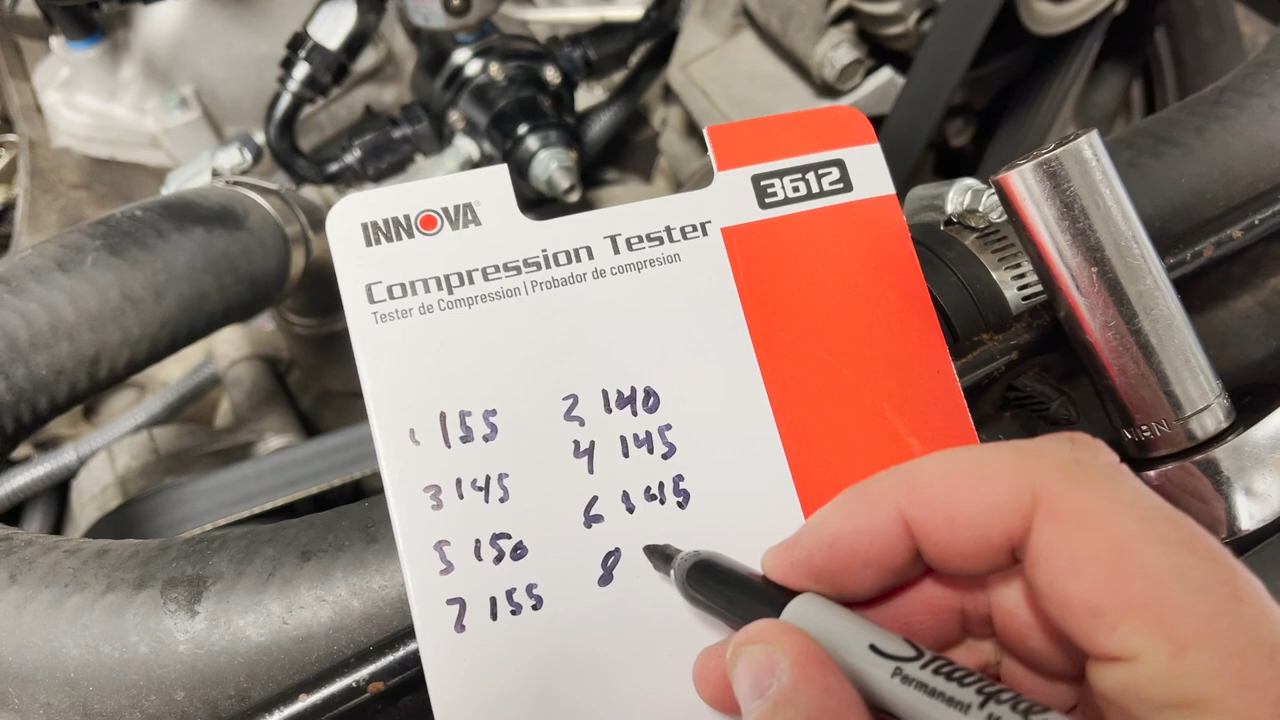 INNOVA
3612
Compression Tester
Tester de Compression | Probador de compresion
1 155 2 140
3 145 4 145
5 150 6 145
7 155 8
Sharpie
Permanent